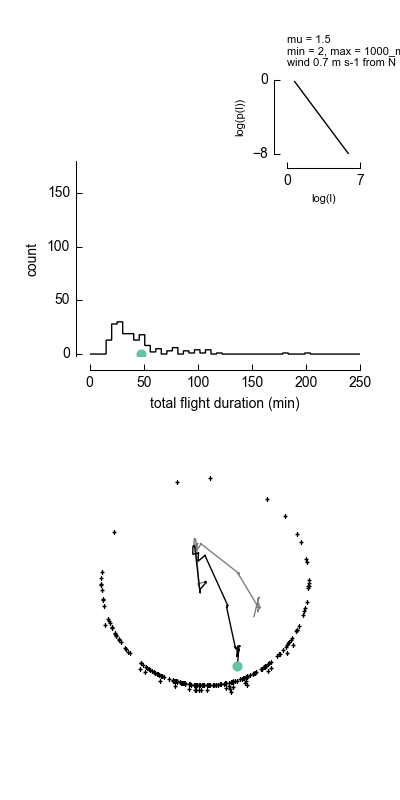 mu = 1.5
min = 2, max = 1000_m
wind 0.7 m s-1 from N
0
log(p(l))
−8
0 7
log(l)
150
100
50
0
count
0 50 100 150 200 250
total flight duration (min)